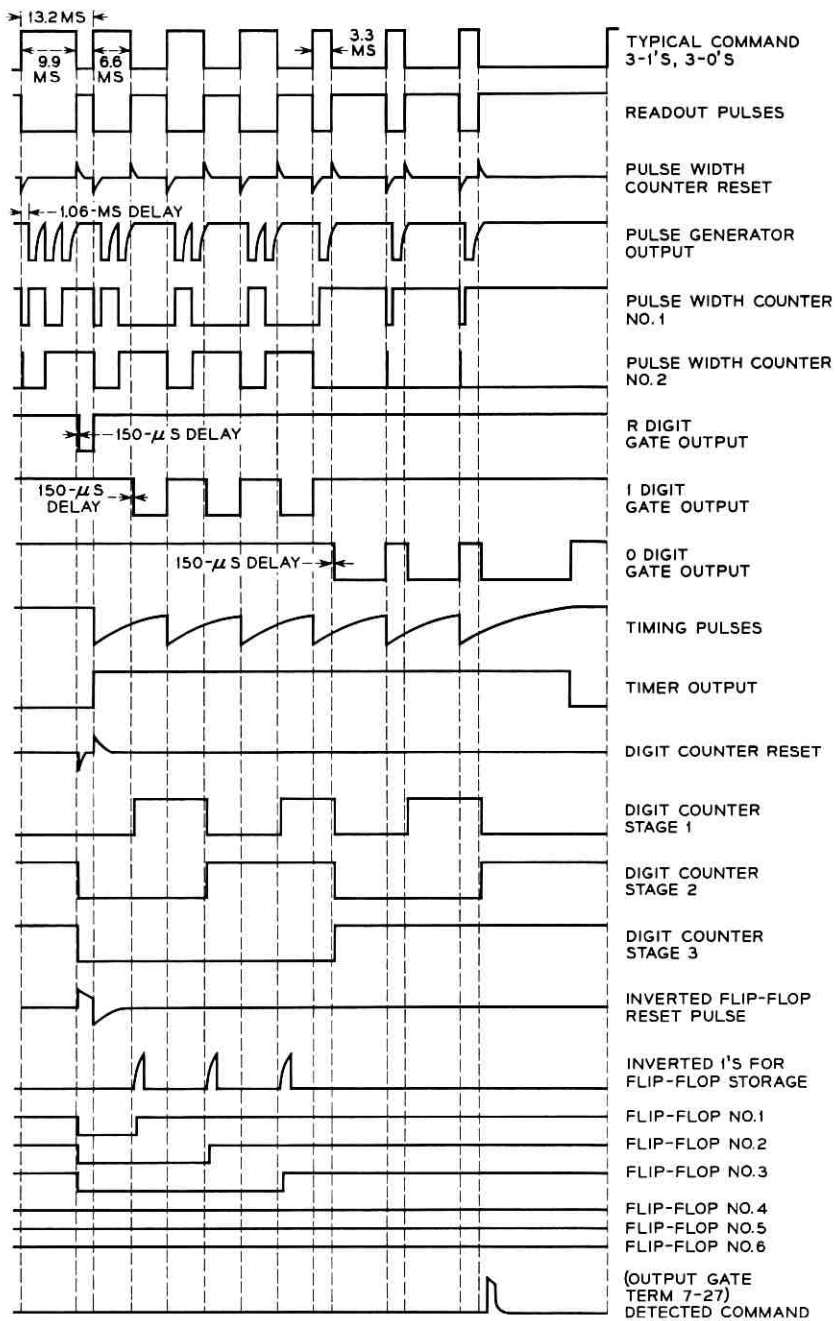 13.2 MS
9.9
MS
6.6
MS
3.3
MS
TYPICAL COMMAND
3-1'S, 3-0'S
READOUT PULSES
PULSE WIDTH
COUNTER RESET
1.06-MS DELAY
PULSE GENERATOR
OUTPUT
PULSE WIDTH COUNTER
NO.1
PULSE WIDTH COUNTER
NO.2
150-μS DELAY
R DIGIT
GATE OUTPUT
150-μS
DELAY
1 DIGIT
GATE OUTPUT
150-μS DELAY
0 DIGIT
GATE OUTPUT
TIMING PULSES
TIMER OUTPUT
DIGIT COUNTER RESET
DIGIT COUNTER
STAGE 1
DIGIT COUNTER
STAGE 2
DIGIT COUNTER
STAGE 3
INVERTED FLIP-FLOP
RESET PULSE
INVERTED 1'S FOR
FLIP-FLOP STORAGE
FLIP-FLOP NO.1
FLIP-FLOP NO.2
FLIP-FLOP NO.3
FLIP-FLOP NO.4
FLIP-FLOP NO.5
FLIP-FLOP NO.6
(OUTPUT GATE
TERM 7-27)
DETECTED COMMAND